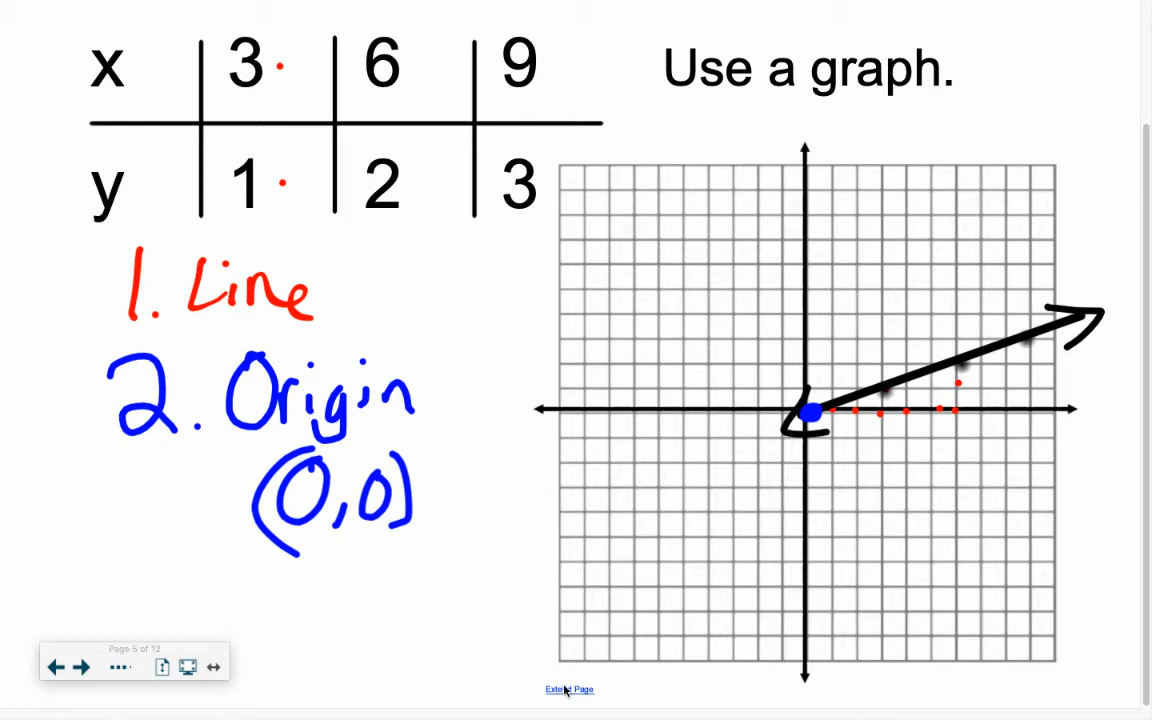 x 3 6 9
Use a graph.
y 1 2 3
1. Line
2. Origin
(0,0)
Page 5 of 12
Extend Page